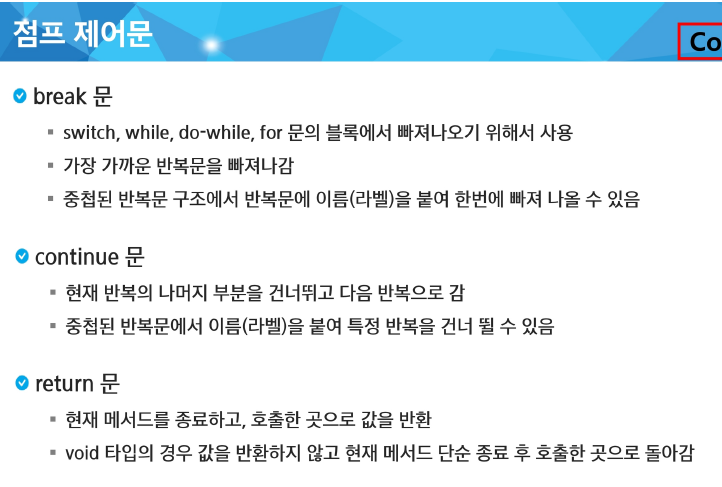 점프 제어문
Co
break 문
switch, while, do-while, for 문의 블록에서 빠져나오기 위해서 사용
가장 가까운 반복문을 빠져나감
중첩된 반복문 구조에서 반복문에 이름(라벨)을 붙여 한번에 빠져 나올 수 있음
continue 문
현재 반복의 나머지 부분을 건너뛰고 다음 반복으로 감
중첩된 반복문에서 이름(라벨)을 붙여 특정 반복을 건너 뛸 수 있음
return 문
현재 메서드를 종료하고, 호출한 곳으로 값을 반환
void 타입의 경우 값을 반환하지 않고 현재 메서드 단순 종료 후 호출한 곳으로 돌아감